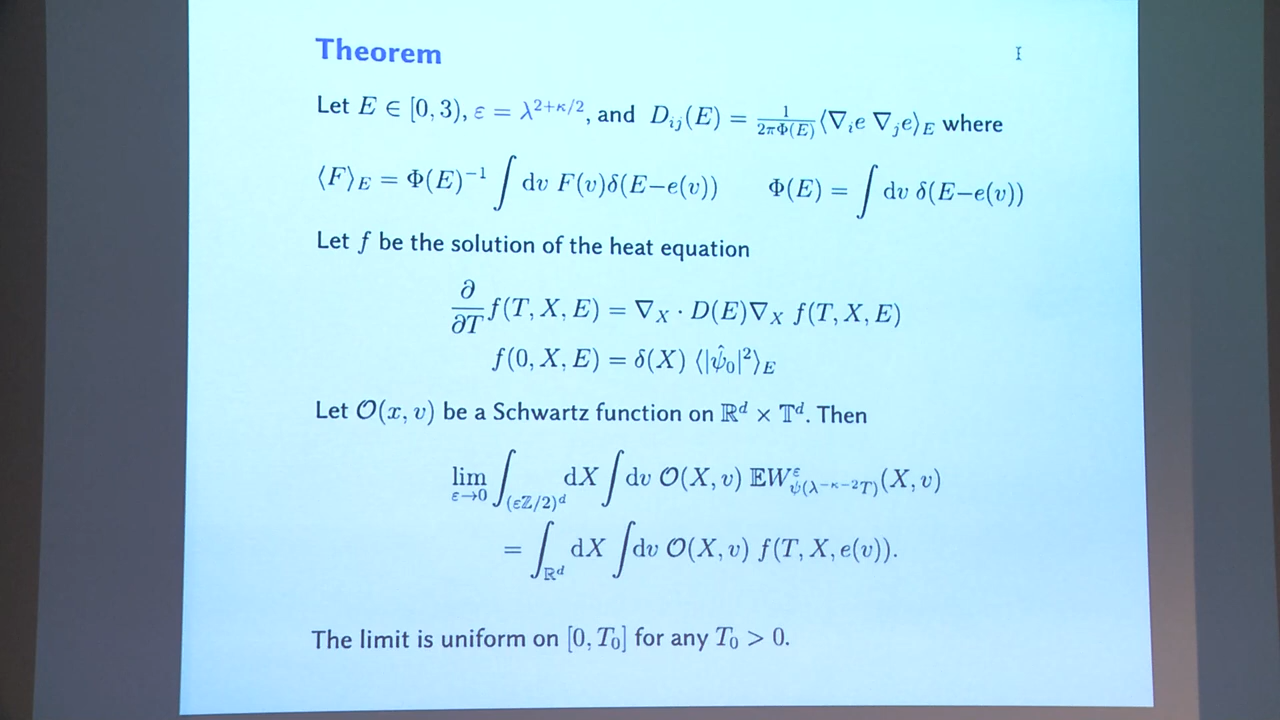 Theorem
Let E ∈ [0, 3), ε = λ^{2+κ/2}, and D_{ij}(E) = \frac{1}{2πΦ(E)} ⟨∇_i e ∇_j e⟩_E where
⟨F⟩_E = Φ(E)^{−1} ∫ dv F(v)δ(E−e(v))    Φ(E) = ∫ dv δ(E−e(v))
Let f be the solution of the heat equation
\frac{∂}{∂T} f(T, X, E) = ∇_X · D(E)∇_X f(T, X, E)
f(0, X, E) = δ(X) ⟨|\hat{ψ}_0|^2⟩_E
Let 𝒪(x, v) be a Schwartz function on ℝ^d × 𝕋^d. Then
\lim_{ε→0} ∫_{(εℤ/2)^d} dX ∫ dv 𝒪(X, v) 𝔼W^ε_{ψ(λ^{−κ−2}T)}(X, v)
= ∫_{ℝ^d} dX ∫ dv 𝒪(X, v) f(T, X, e(v)).
The limit is uniform on [0, T_0] for any T_0 > 0.